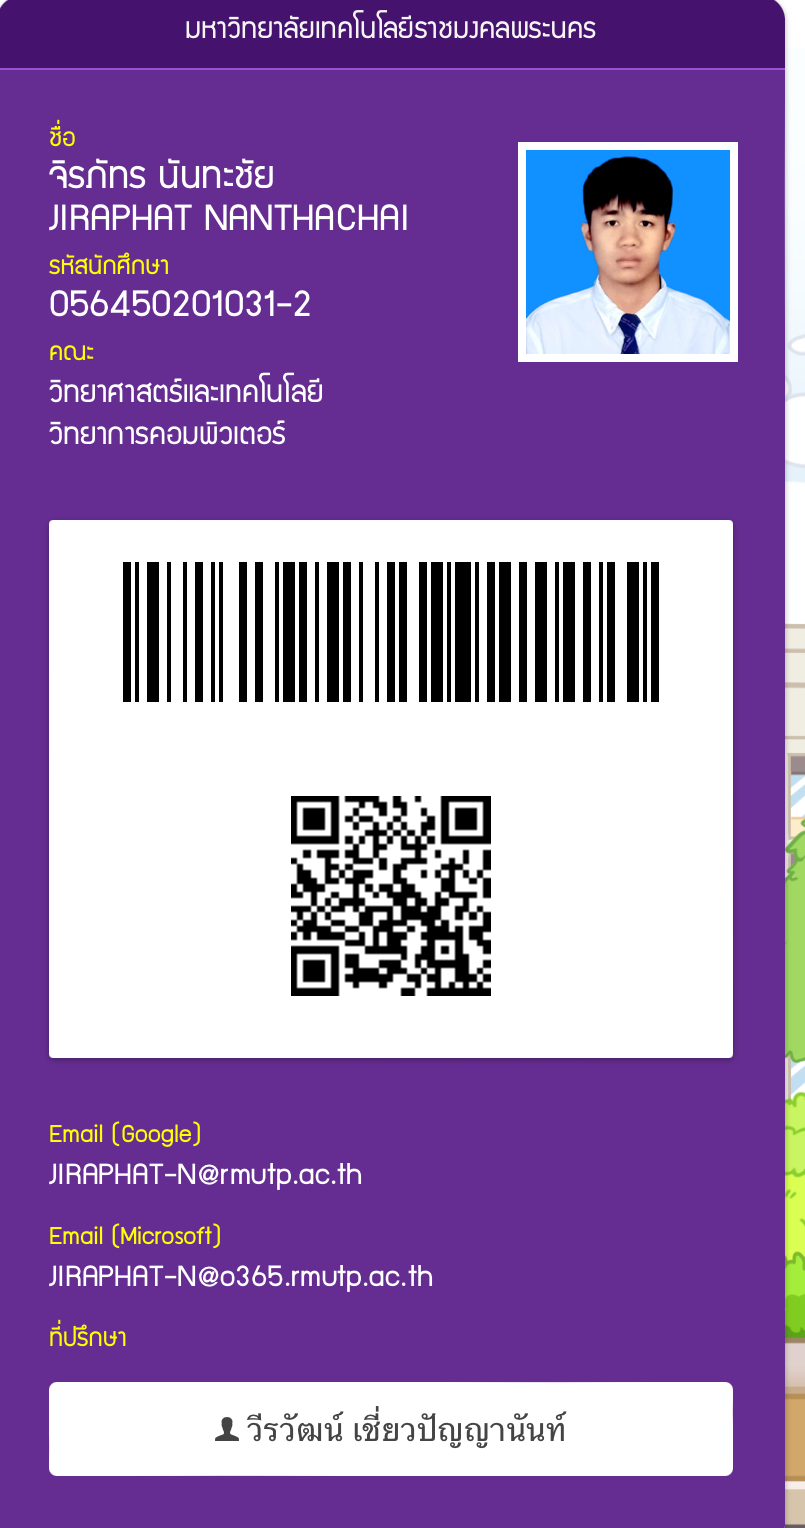 มหาวิทยาลัยเทคโนโลยีราชมงคลพระนคร
ชื่อ
จิรภัทร นันทะชัย
JIRAPHAT NANTHACHAI
รหัสนักศึกษา
056450201031-2
คณะ
วิทยาศาสตร์และเทคโนโลยี
วิทยาการคอมพิวเตอร์
Email (Google)
JIRAPHAT-N@rmutp.ac.th
Email (Microsoft)
JIRAPHAT-N@o365.rmutp.ac.th
ที่ปรึกษา
วีรวัฒน์ เชี่ยวปัญญานันท์